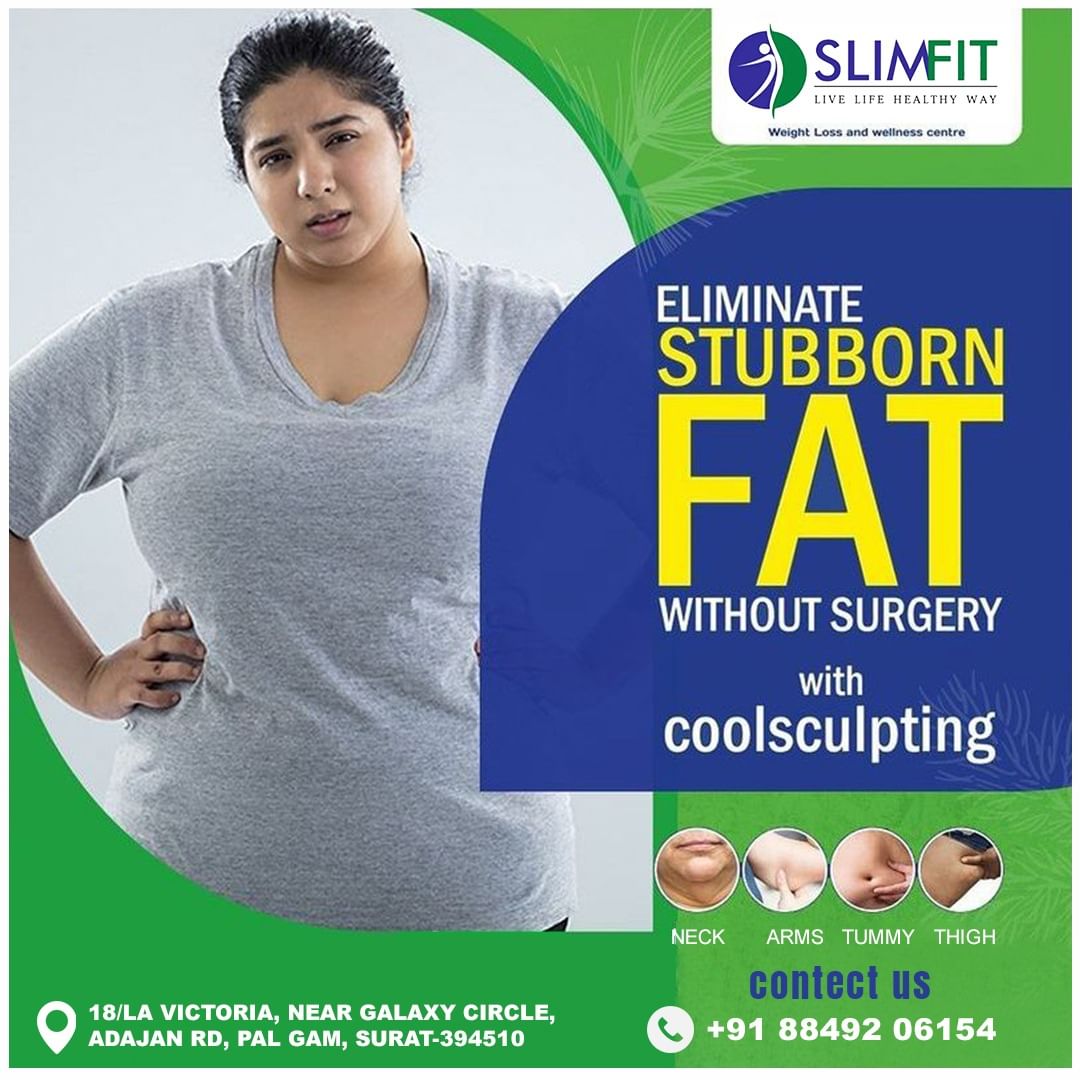 SLIMFIT
LIVE LIFE HEALTHY WAY
Weight Loss and wellness centre
ELIMINATE
STUBBORN
FAT
WITHOUT SURGERY
with
coolsculpting
NECK ARMS TUMMY THIGH
contect us
+91 88492 06154
18/LA VICTORIA, NEAR GALAXY CIRCLE,
ADAJAN RD, PAL GAM, SURAT-394510